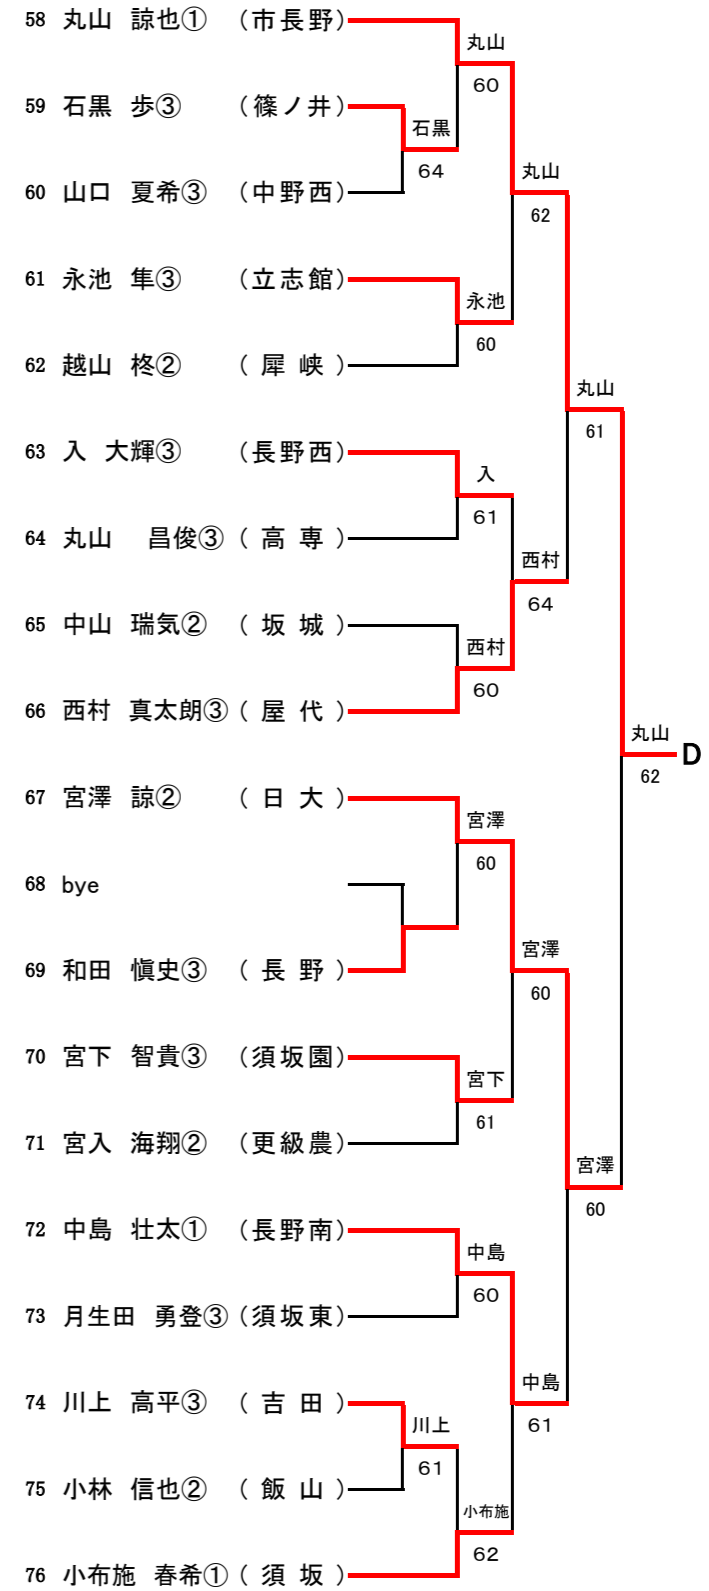 58 丸山 諒也① （市長野）
丸山
60
59 石黒 歩③ （篠ノ井）
石黒
64
60 山口 夏希③ （中野西）
丸山
62
61 永池 隼③ （立志館）
永池
60
62 越山 柊② （犀峡）
丸山
61
63 入 大輝③ （長野西）
入
61
64 丸山 昌俊③ （高専）
西村
64
65 中山 瑞気② （坂城）
西村
60
66 西村 真太朗③ （屋代）
丸山
D
62
67 宮澤 諒② （日大）
宮澤
60
68 bye
宮澤
60
69 和田 愼史③ （長野）
70 宮下 智貴③ （須坂園）
宮下
61
71 宮入 海翔② （更級農）
宮澤
60
72 中島 壮太① （長野南）
中島
60
73 月生田 勇登③ （須坂東）
中島
61
74 川上 高平③ （吉田）
川上
61
75 小林 信也② （飯山）
小布施
62
76 小布施 春希① （須坂）